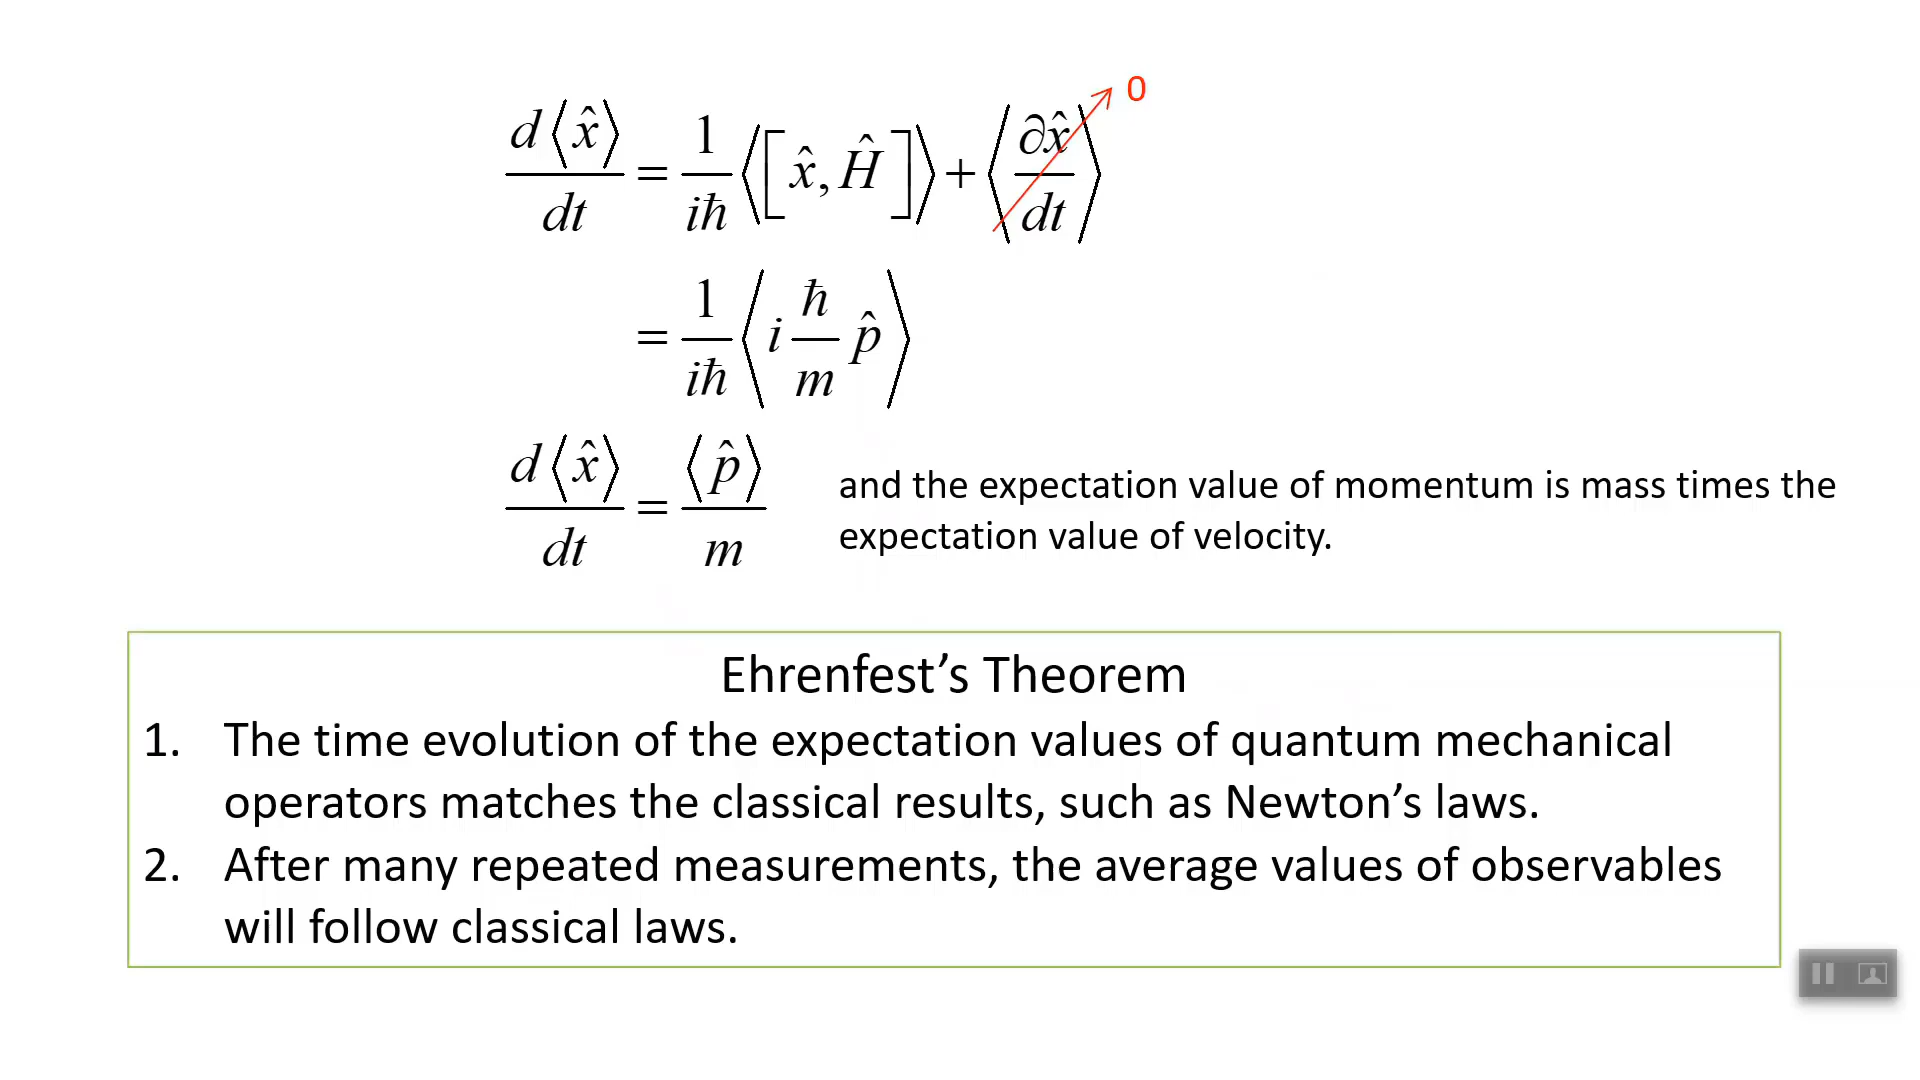 d⟨x̂⟩/dt = 1/iħ ⟨[x̂, Ĥ]⟩ + ⟨∂x̂/dt⟩ 0
= 1/iħ ⟨i ħ/m p̂⟩
d⟨x̂⟩/dt = ⟨p̂⟩/m
and the expectation value of momentum is mass times the
expectation value of velocity.
Ehrenfest’s Theorem
1. The time evolution of the expectation values of quantum mechanical
operators matches the classical results, such as Newton’s laws.
2. After many repeated measurements, the average values of observables
will follow classical laws.